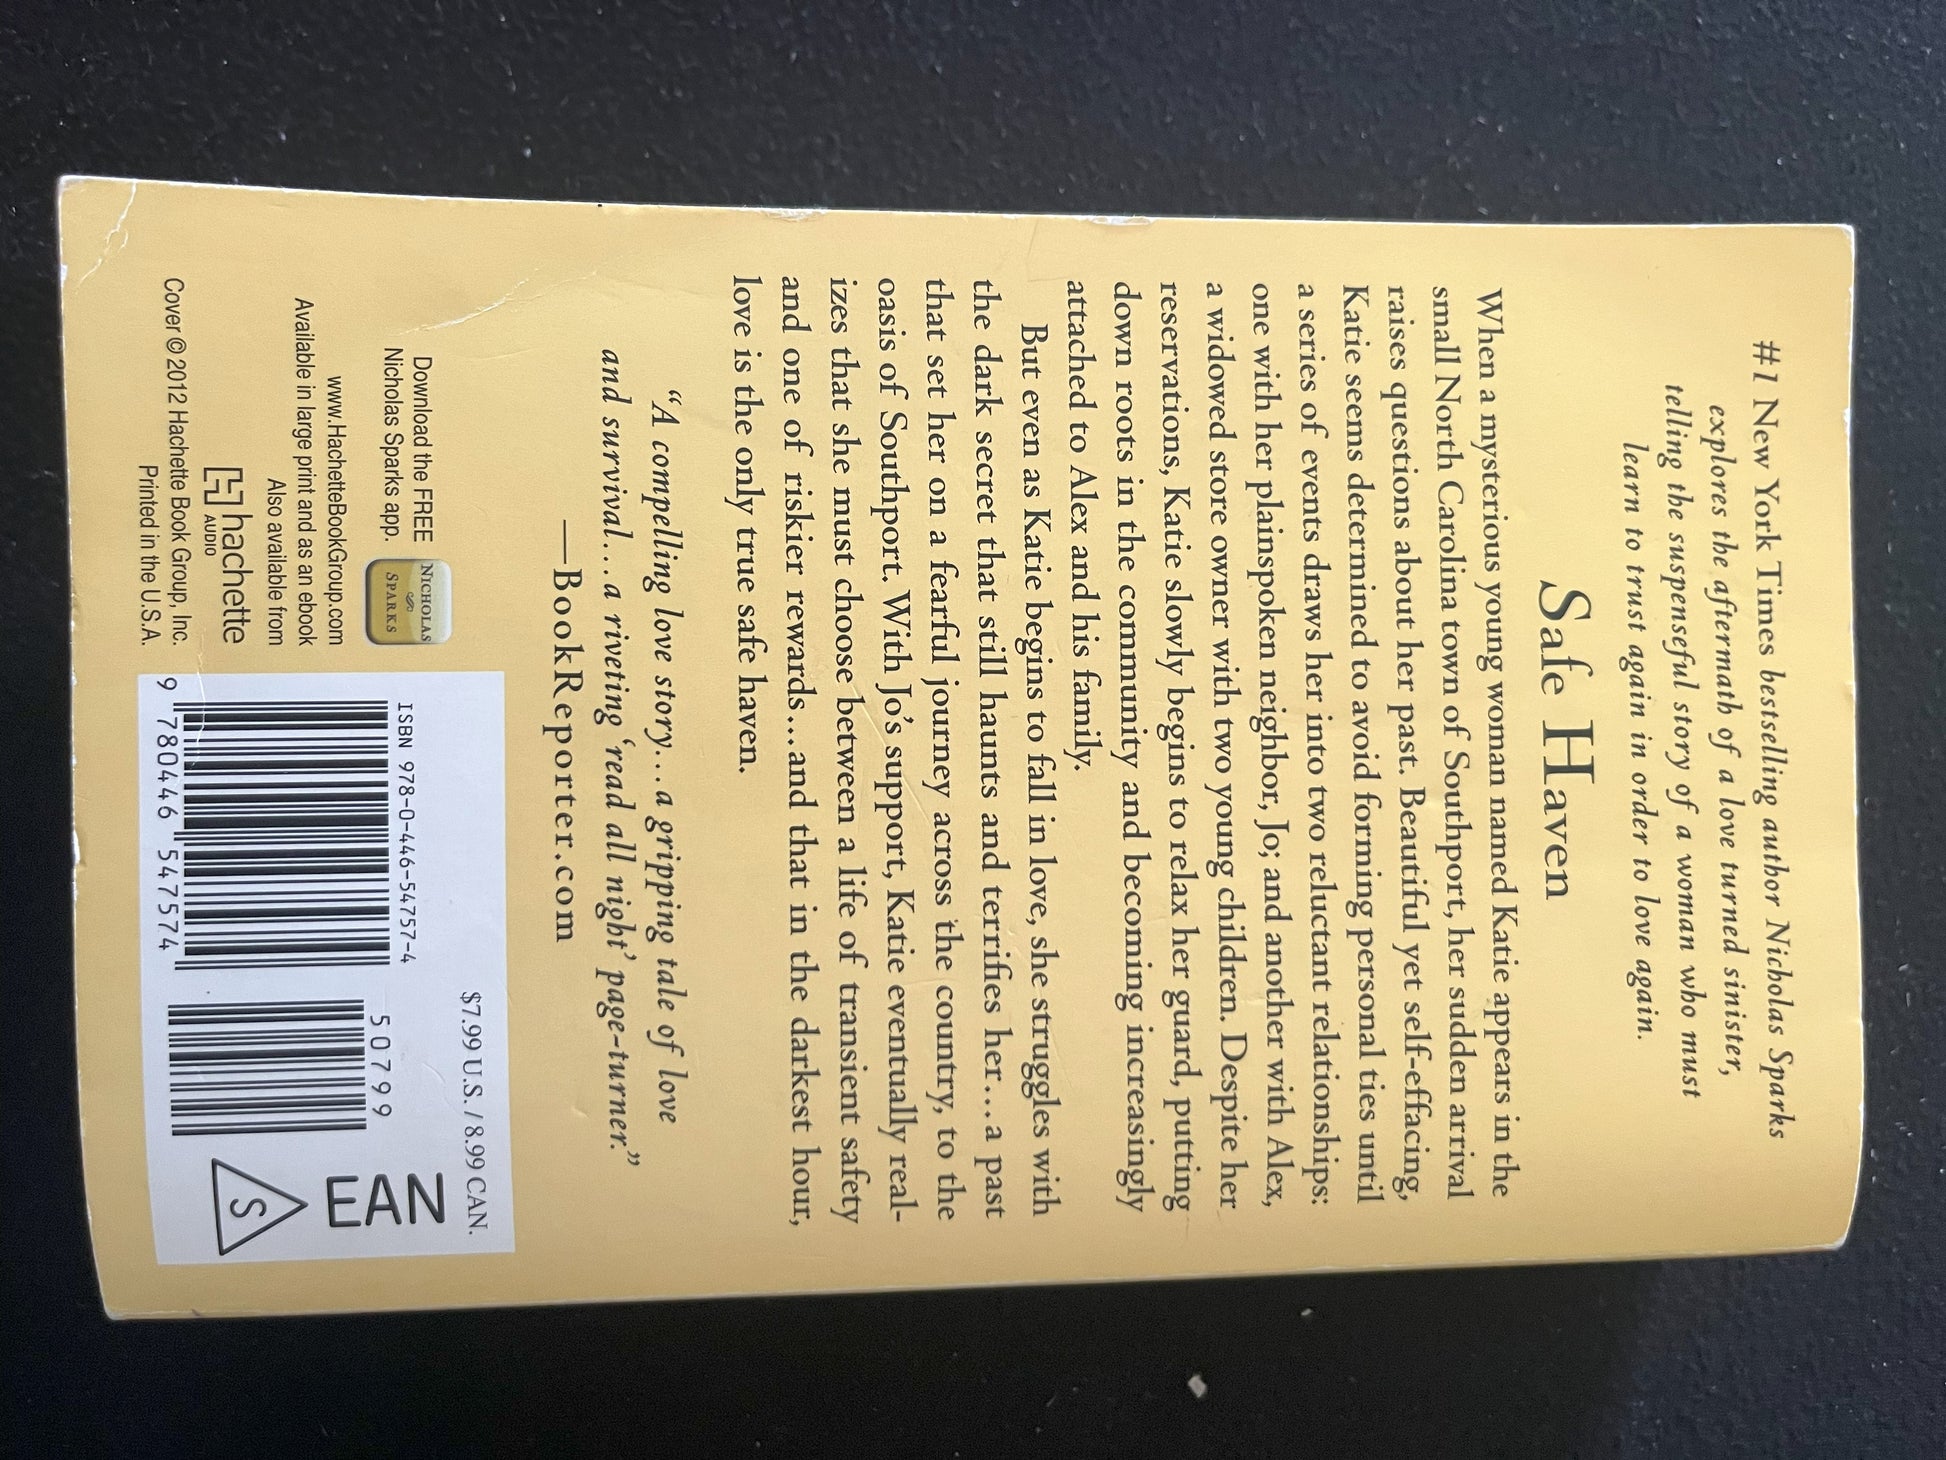 #1 New York Times bestselling author Nicholas Sparks
explores the aftermath of a love turned sinister,
telling the suspenseful story of a woman who must
learn to trust again in order to love again.
Safe Haven
When a mysterious young woman named Katie appears in the
small North Carolina town of Southport, her sudden arrival
raises questions about her past. Beautiful yet self-effacing,
Katie seems determined to avoid forming personal ties until
a series of events draws her into two reluctant relationships:
one with her plainspoken neighbor, Jo; and another with Alex,
a widowed store owner with two young children. Despite her
reservations, Katie slowly begins to relax her guard, putting
down roots in the community and becoming increasingly
attached to Alex and his family.
But even as Katie begins to fall in love, she struggles with
the dark secret that still haunts and terrifies her...a past
that set her on a fearful journey across the country, to the
oasis of Southport. With Jo's support, Katie eventually real-
izes that she must choose between a life of transient safety
and one of riskier rewards...and that in the darkest hour,
love is the only true safe haven.
“A compelling love story...a gripping tale of love
and survival...a riveting ‘read all night’ page-turner.”
—BookReporter.com
Download the FREE
Nicholas Sparks app.
NICHOLAS
SPARKS
www.HachetteBookGroup.com
Available in large print and as an ebook
Also available from
hachette
AUDIO
Cover © 2012 Hachette Book Group, Inc.
Printed in the U.S.A.
$7.99 U.S. / 8.99 CAN.
ISBN 978-0-446-54757-4
50799
EAN
S
9 780446 547574